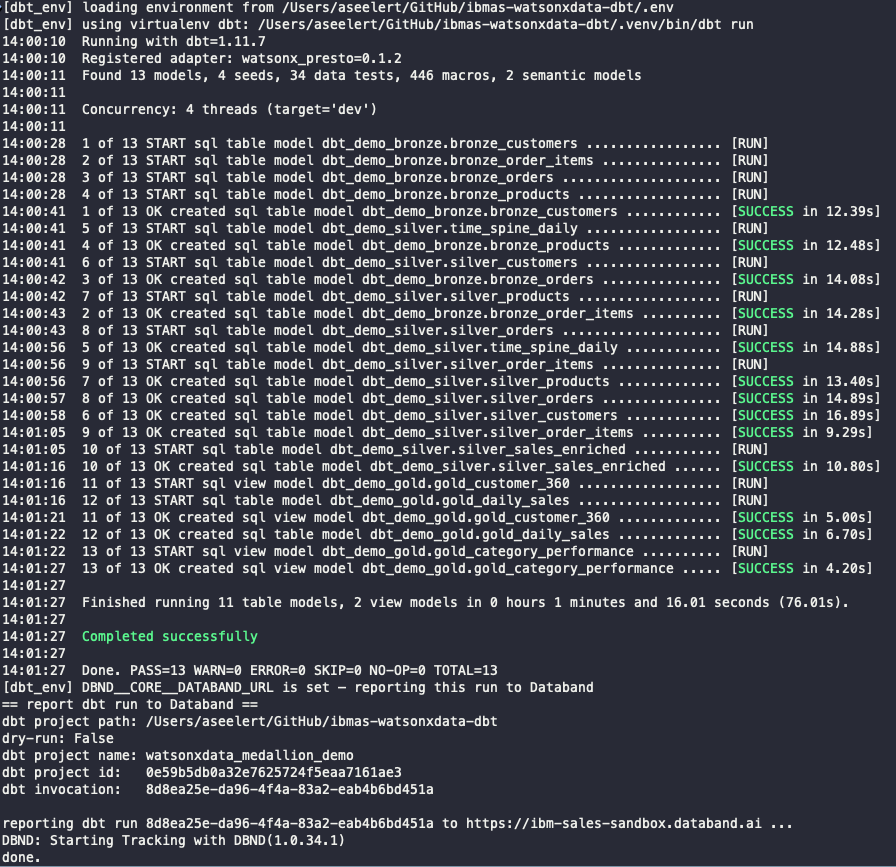 [dbt_env] loading environment from /Users/aseelert/GitHub/ibmas-watsonxdata-dbt/.env
[dbt_env] using virtualenv dbt: /Users/aseelert/GitHub/ibmas-watsonxdata-dbt/.venv/bin/dbt run
14:00:10  Running with dbt=1.11.7
14:00:10  Registered adapter: watsonx_presto=0.1.2
14:00:11  Found 13 models, 4 seeds, 34 data tests, 446 macros, 2 semantic models
14:00:11
14:00:11  Concurrency: 4 threads (target='dev')
14:00:11
14:00:28  1 of 13 START sql table model dbt_demo_bronze.bronze_customers ................. [RUN]
14:00:28  2 of 13 START sql table model dbt_demo_bronze.bronze_order_items ............... [RUN]
14:00:28  3 of 13 START sql table model dbt_demo_bronze.bronze_orders .................... [RUN]
14:00:28  4 of 13 START sql table model dbt_demo_bronze.bronze_products .................. [RUN]
14:00:41  1 of 13 OK created sql table model dbt_demo_bronze.bronze_customers ............ [SUCCESS in 12.39s]
14:00:41  5 of 13 START sql table model dbt_demo_silver.time_spine_daily ................. [RUN]
14:00:41  4 of 13 OK created sql table model dbt_demo_bronze.bronze_products ............. [SUCCESS in 12.48s]
14:00:41  6 of 13 START sql table model dbt_demo_silver.silver_customers ................. [RUN]
14:00:42  3 of 13 OK created sql table model dbt_demo_bronze.bronze_orders ............... [SUCCESS in 14.08s]
14:00:42  7 of 13 START sql table model dbt_demo_silver.silver_products .................. [RUN]
14:00:43  2 of 13 OK created sql table model dbt_demo_bronze.bronze_order_items .......... [SUCCESS in 14.28s]
14:00:43  8 of 13 START sql table model dbt_demo_silver.silver_orders .................... [RUN]
14:00:56  5 of 13 OK created sql table model dbt_demo_silver.time_spine_daily ............ [SUCCESS in 14.88s]
14:00:56  9 of 13 START sql table model dbt_demo_silver.silver_order_items ............... [RUN]
14:00:56  7 of 13 OK created sql table model dbt_demo_silver.silver_products ............. [SUCCESS in 13.40s]
14:00:57  8 of 13 OK created sql table model dbt_demo_silver.silver_orders ............... [SUCCESS in 14.89s]
14:00:58  6 of 13 OK created sql table model dbt_demo_silver.silver_customers ............ [SUCCESS in 16.89s]
14:01:05  9 of 13 OK created sql table model dbt_demo_silver.silver_order_items .......... [SUCCESS in 9.29s]
14:01:05  10 of 13 START sql table model dbt_demo_silver.silver_sales_enriched ........... [RUN]
14:01:16  10 of 13 OK created sql table model dbt_demo_silver.silver_sales_enriched ...... [SUCCESS in 10.80s]
14:01:16  11 of 13 START sql view model dbt_demo_gold.gold_customer_360 .................. [RUN]
14:01:16  12 of 13 START sql table model dbt_demo_gold.gold_daily_sales .................. [RUN]
14:01:21  11 of 13 OK created sql view model dbt_demo_gold.gold_customer_360 ............. [SUCCESS in 5.00s]
14:01:22  12 of 13 OK created sql table model dbt_demo_gold.gold_daily_sales ............. [SUCCESS in 6.70s]
14:01:22  13 of 13 START sql view model dbt_demo_gold.gold_category_performance .......... [RUN]
14:01:27  13 of 13 OK created sql view model dbt_demo_gold.gold_category_performance ..... [SUCCESS in 4.20s]
14:01:27
14:01:27  Finished running 11 table models, 2 view models in 0 hours 1 minutes and 16.01 seconds (76.01s).
14:01:27
14:01:27  Completed successfully
14:01:27
14:01:27  Done. PASS=13 WARN=0 ERROR=0 SKIP=0 NO-OP=0 TOTAL=13
[dbt_env] DBND__CORE__DATABAND_URL is set — reporting this run to Databand
== report dbt run to Databand ==
dbt project path: /Users/aseelert/GitHub/ibmas-watsonxdata-dbt
dry-run: False
dbt project name: watsonxdata_medallion_demo
dbt project id:   0e59b5db0a32e7625724f5eaa7161ae3
dbt invocation:   8d8ea25e-da96-4f4a-83a2-eab4b6bd451a

reporting dbt run 8d8ea25e-da96-4f4a-83a2-eab4b6bd451a to https://ibm-sales-sandbox.databand.ai ...
DBND: Starting Tracking with DBND(1.0.34.1)
done.